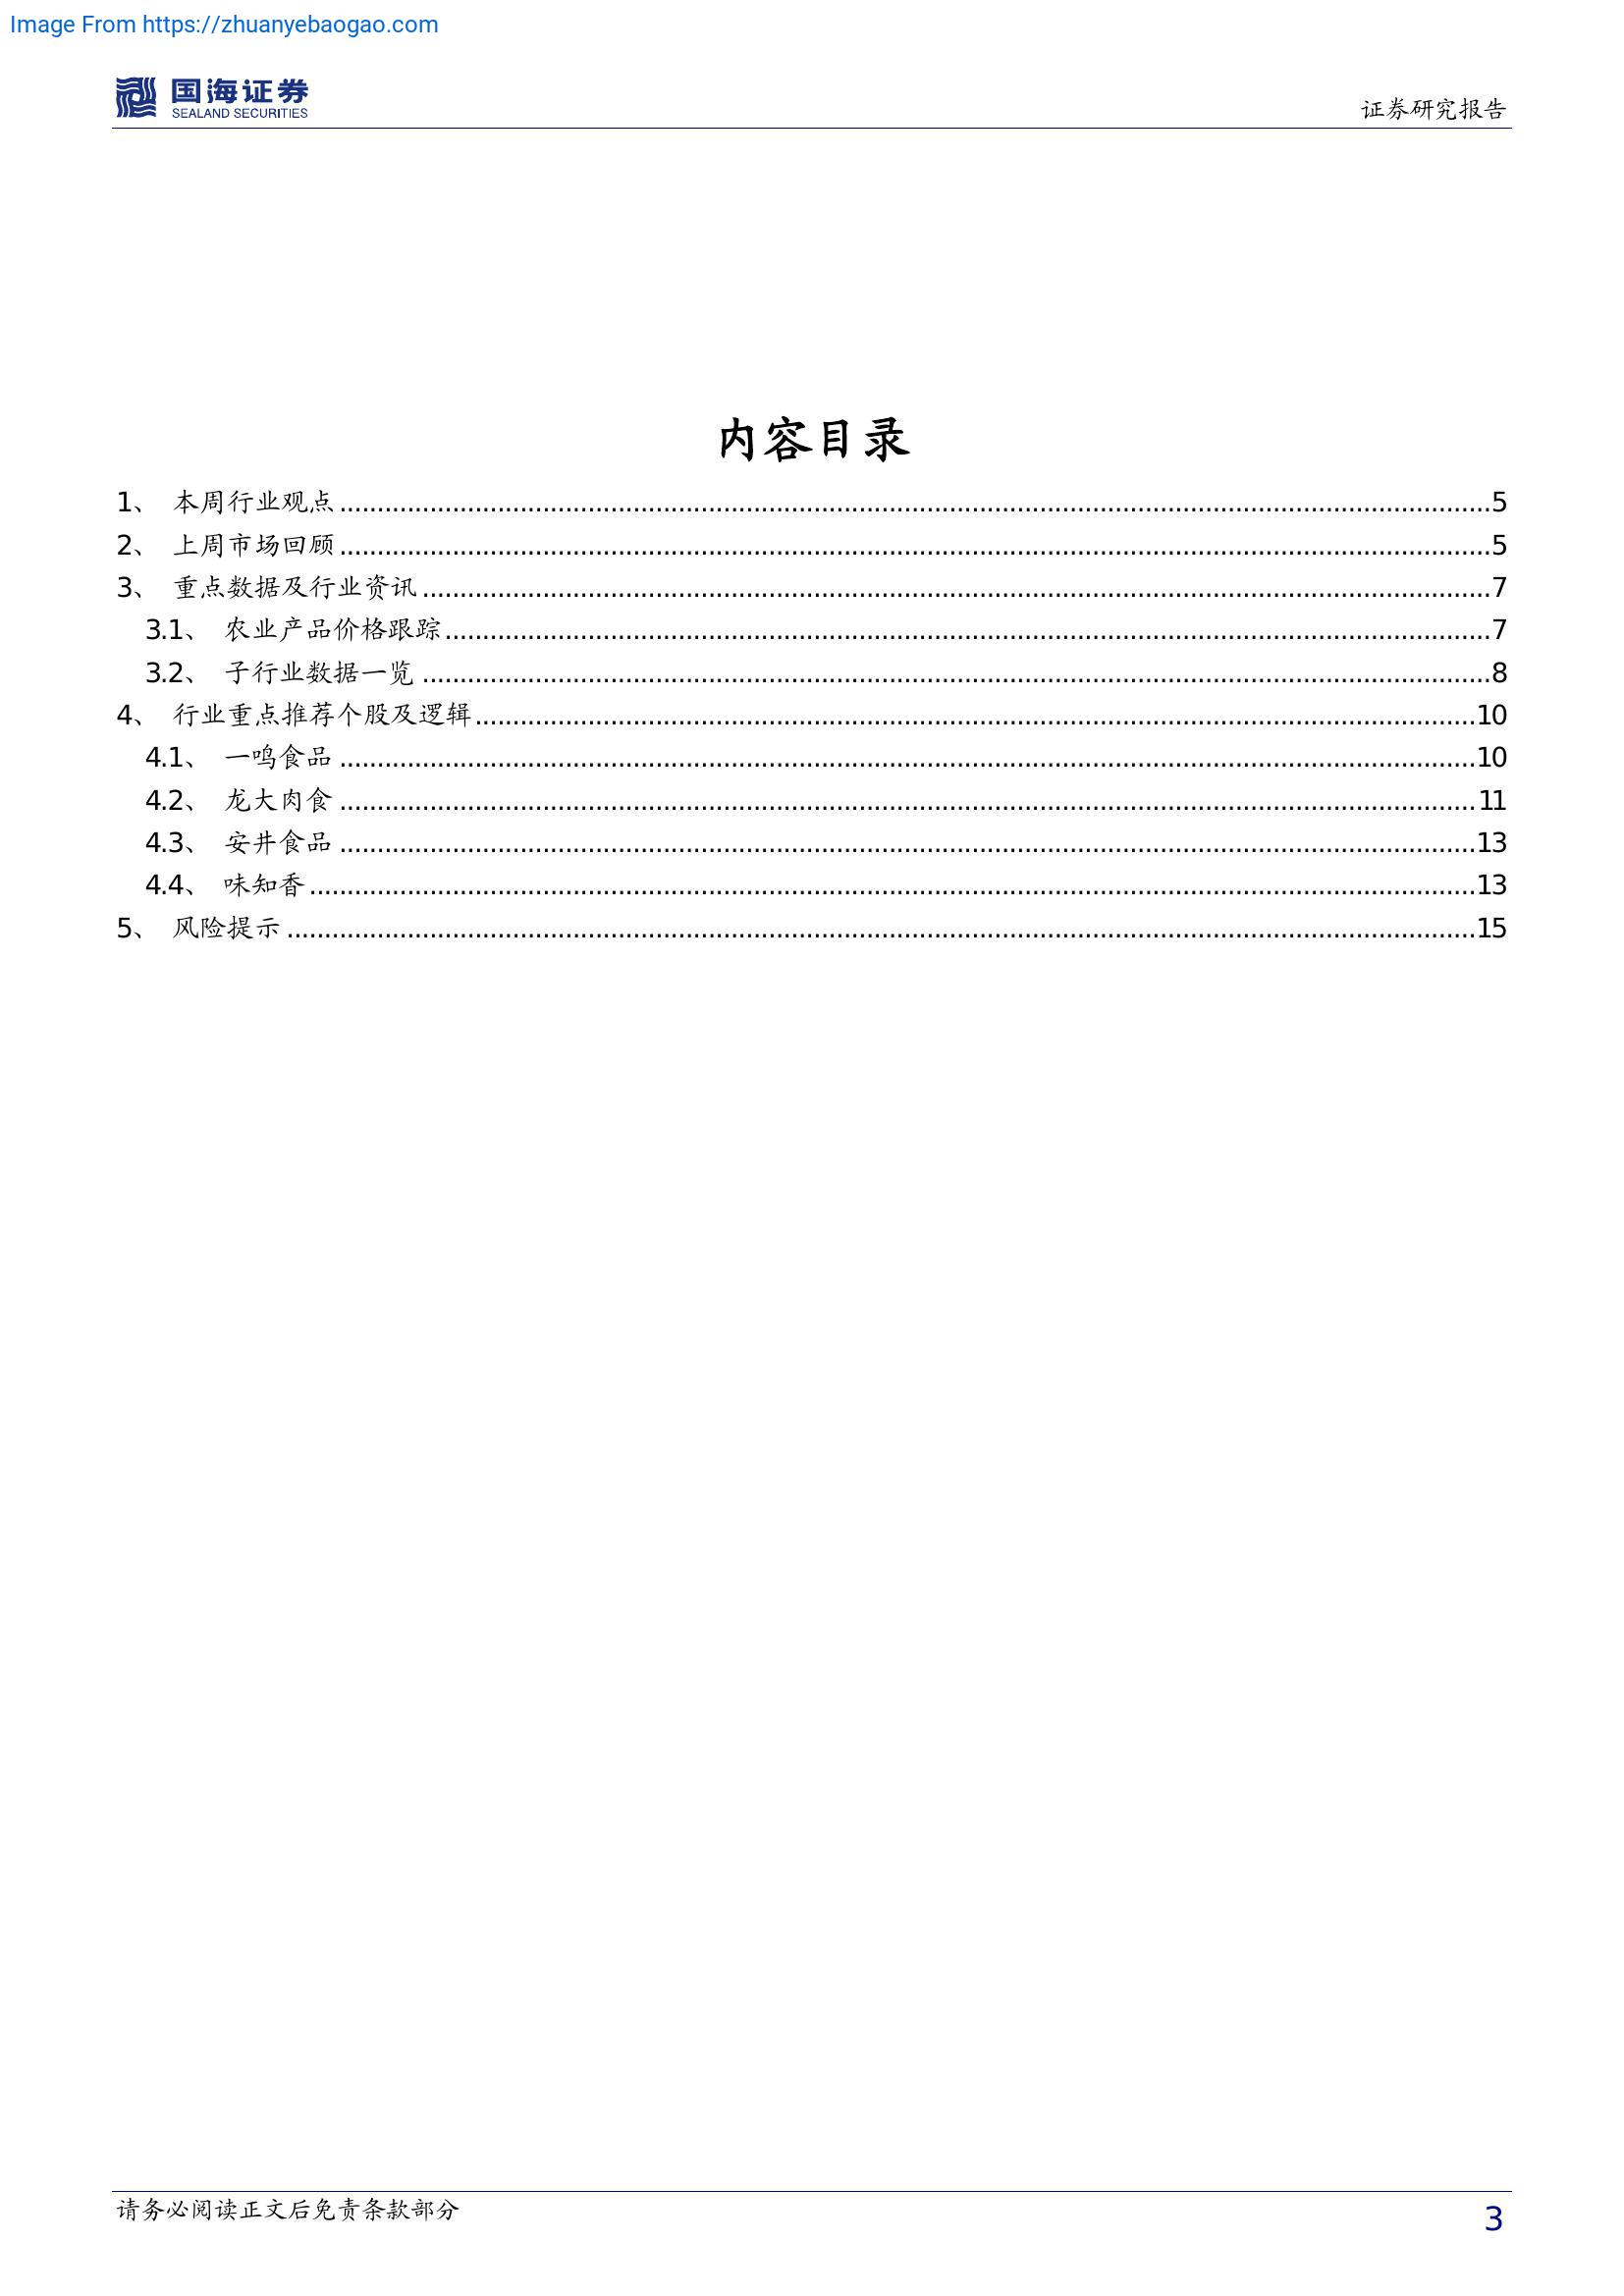 Image From https://zhuanyebaogao.com
国海证券
SEALAND SECURITIES
证券研究报告
内容目录
1、 本周行业观点 ........ 5
2、 上周市场回顾 ........ 5
3、 重点数据及行业资讯 ........ 7
3.1、 农业产品价格跟踪 ........ 7
3.2、 子行业数据一览 ........ 8
4、 行业重点推荐个股及逻辑 ........ 10
4.1、 一鸣食品 ........ 10
4.2、 龙大肉食 ........ 11
4.3、 安井食品 ........ 13
4.4、 味知香 ........ 13
5、 风险提示 ........ 15
请务必阅读正文后免责条款部分
3